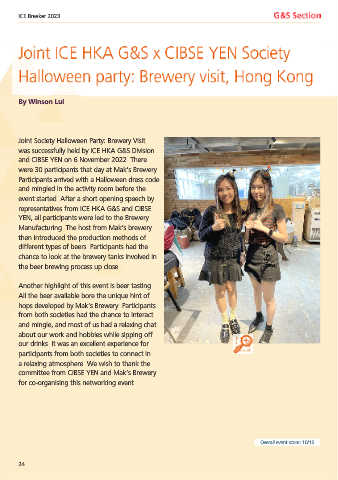 ICE Breaker 2023
G&S Section
Joint ICE HKA G&S x CIBSE YEN Society
Halloween party: Brewery visit, Hong Kong
By Winson Lui
Joint Society Halloween Party: Brewery Visit
was successfully held by ICE HKA G&S Division
and CIBSE YEN on 6 November 2022 There
were 30 participants that day at Mak's Brewery
Participants arrived with a Halloween dress code
and mingled in the activity room before the
event started After a short opening speech by
representatives from ICE HKA G&S and CIBSE
YEN, all participants were led to the Brewery
Manufacturing The host from Mak's brewery
then introduced the production methods of
different types of beers Participants had the
chance to look at the brewery tanks involved in
the beer brewing process up close
Another highlight of this event is beer tasting
All the beer available bore the unique hint of
hops developed by Mak's Brewery Participants
from both societies had the chance to interact
and mingle, and most of us had a relaxing chat
about our work and hobbies while sipping off
our drinks It was an excellent experience for
participants from both societies to connect in
a relaxing atmosphere We wish to thank the
committee from CIBSE YEN and Mak's Brewery
for co-organising this networking event
Overall event score: 10/10
24